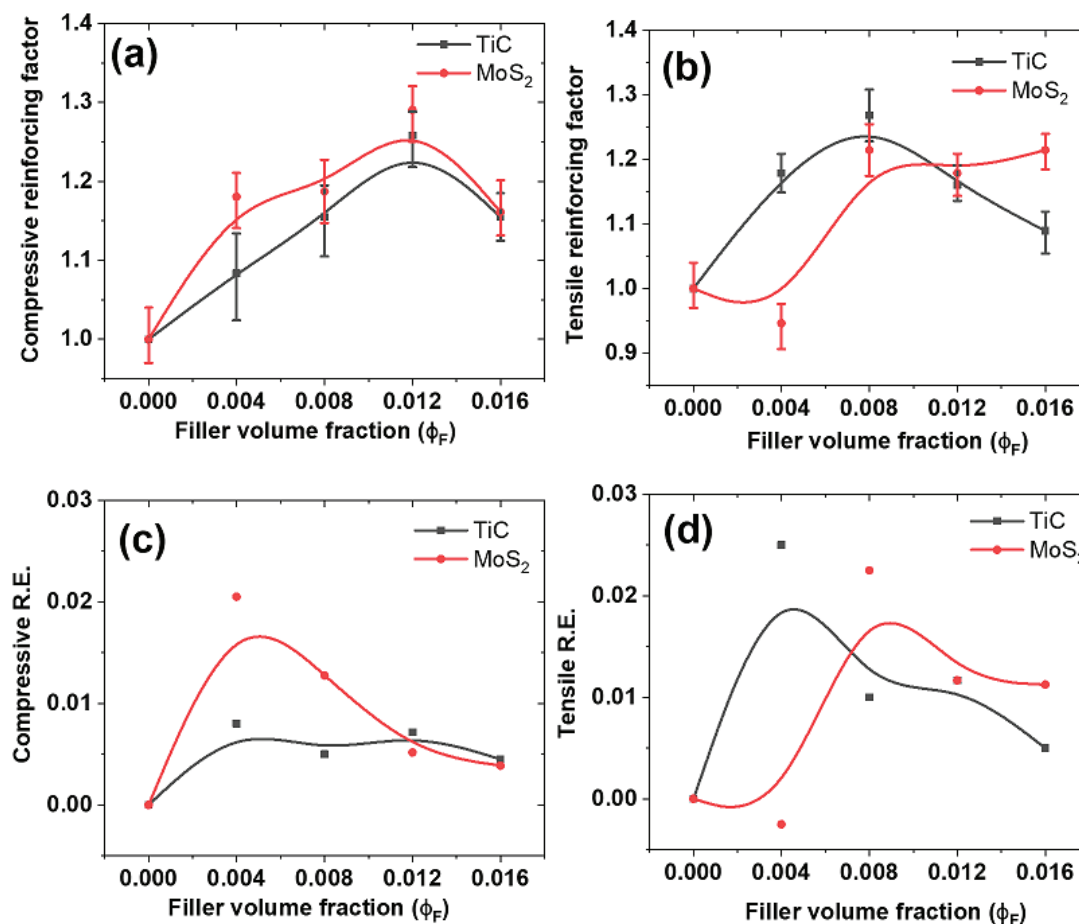 (a)
TiC
MoS₂
Compressive reinforcing factor
1.4
1.3
1.2
1.1
1.0
0.000 0.004 0.008 0.012 0.016
Filler volume fraction (ϕF)
(b)
TiC
MoS₂
Tensile reinforcing factor
1.4
1.3
1.2
1.1
1.0
0.9
0.000 0.004 0.008 0.012 0.016
Filler volume fraction (ϕF)
(c)
TiC
MoS₂
Compressive R.E.
0.03
0.02
0.01
0.00
0.000 0.004 0.008 0.012 0.016
Filler volume fraction (ϕF)
(d)
TiC
MoS₂
Tensile R.E.
0.03
0.02
0.01
0.00
0.000 0.004 0.008 0.012 0.016
Filler volume fraction (ϕF)